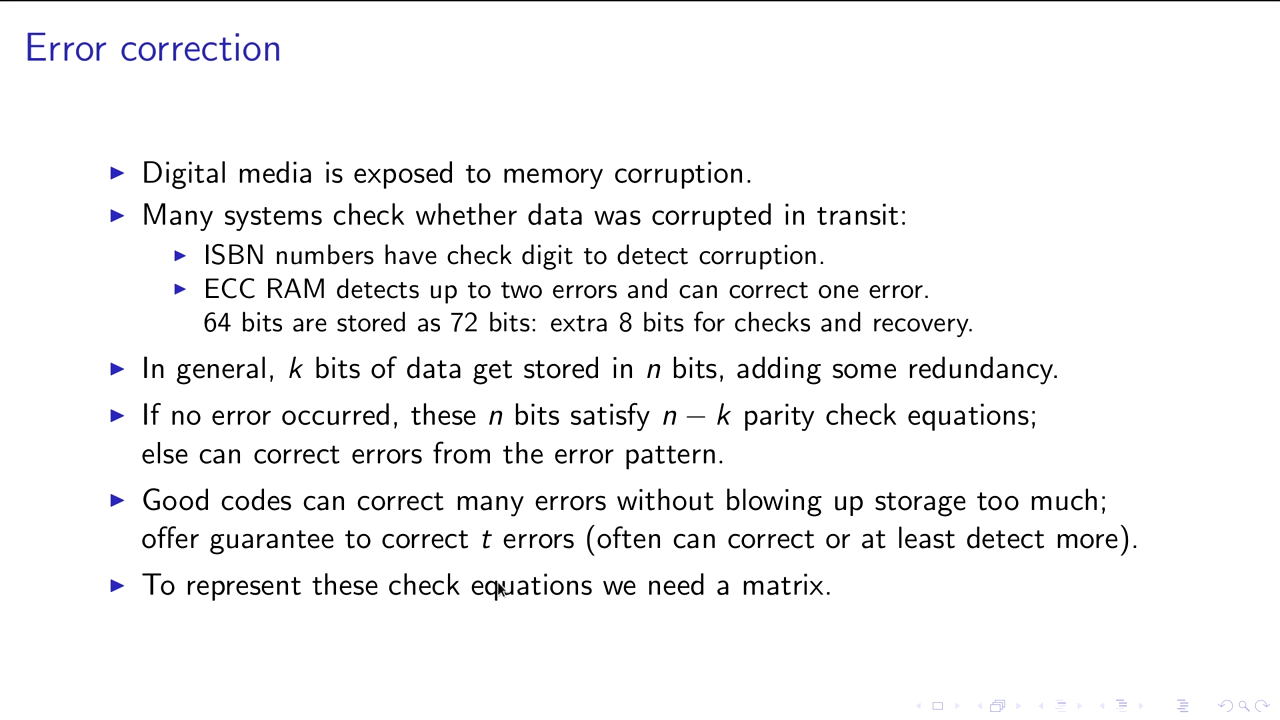 Error correction
Digital media is exposed to memory corruption.
Many systems check whether data was corrupted in transit:
ISBN numbers have check digit to detect corruption.
ECC RAM detects up to two errors and can correct one error.
64 bits are stored as 72 bits: extra 8 bits for checks and recovery.
In general, k bits of data get stored in n bits, adding some redundancy.
If no error occurred, these n bits satisfy n − k parity check equations;
else can correct errors from the error pattern.
Good codes can correct many errors without blowing up storage too much;
offer guarantee to correct t errors (often can correct or at least detect more).
To represent these check equations we need a matrix.